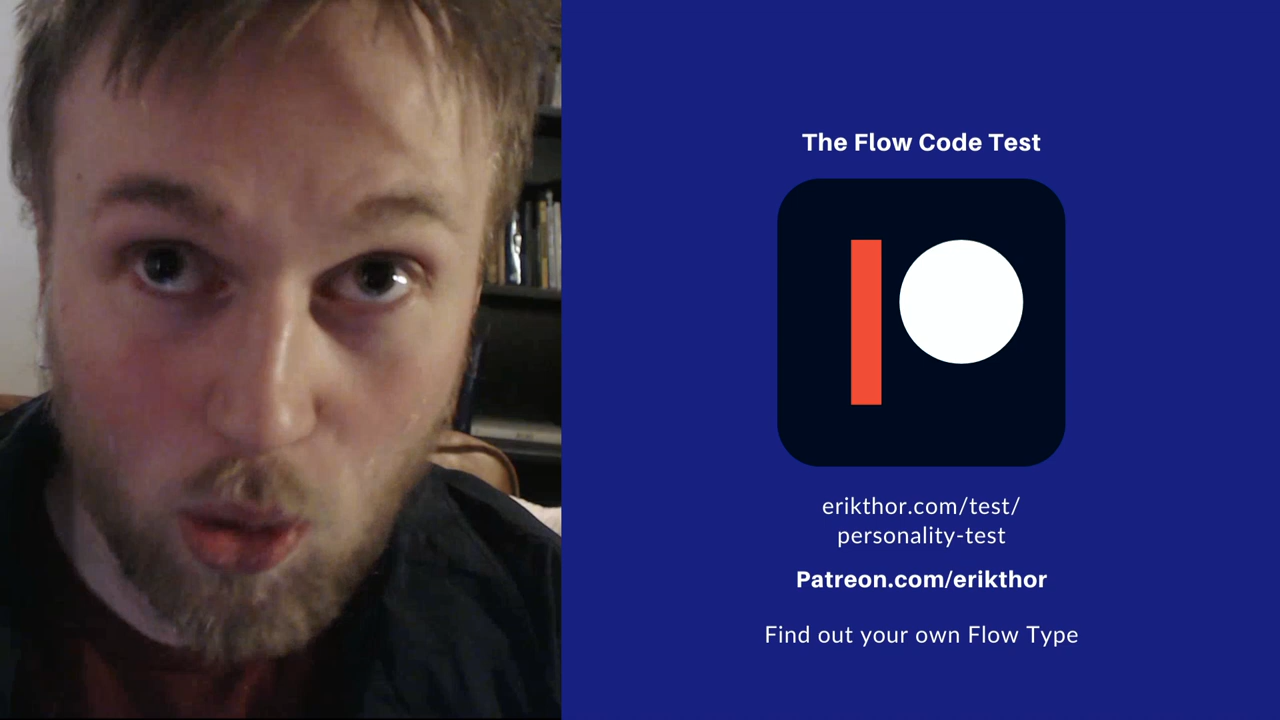 The Flow Code Test
erikthor.com/test/
personality-test
Patreon.com/erikthor
Find out your own Flow Type